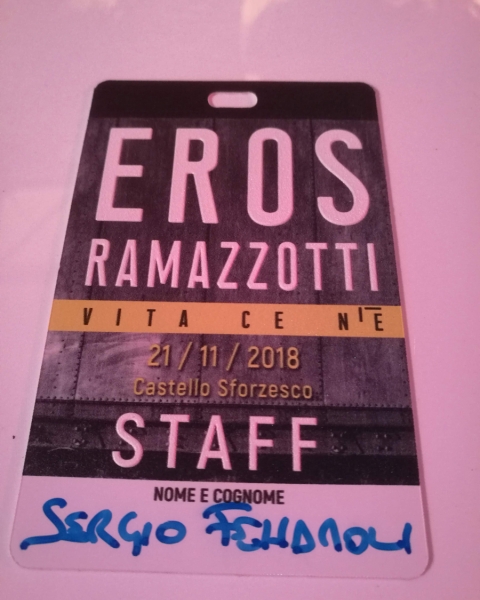 EROS
RAMAZZOTTI
VITA CE N'È
21 / 11 / 2018
Castello Sforzesco
STAFF
NOME E COGNOME
SERGIO